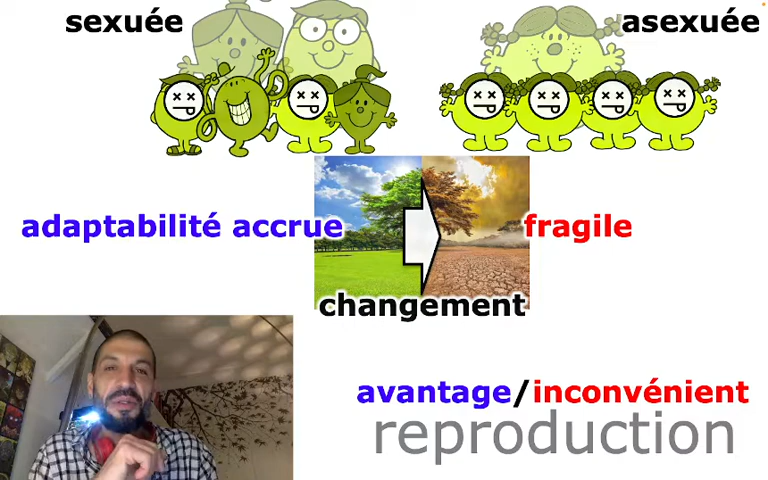 sexuée
asexuée
adaptabilité accrue
fragile
changement
avantage/inconvénient
reproduction